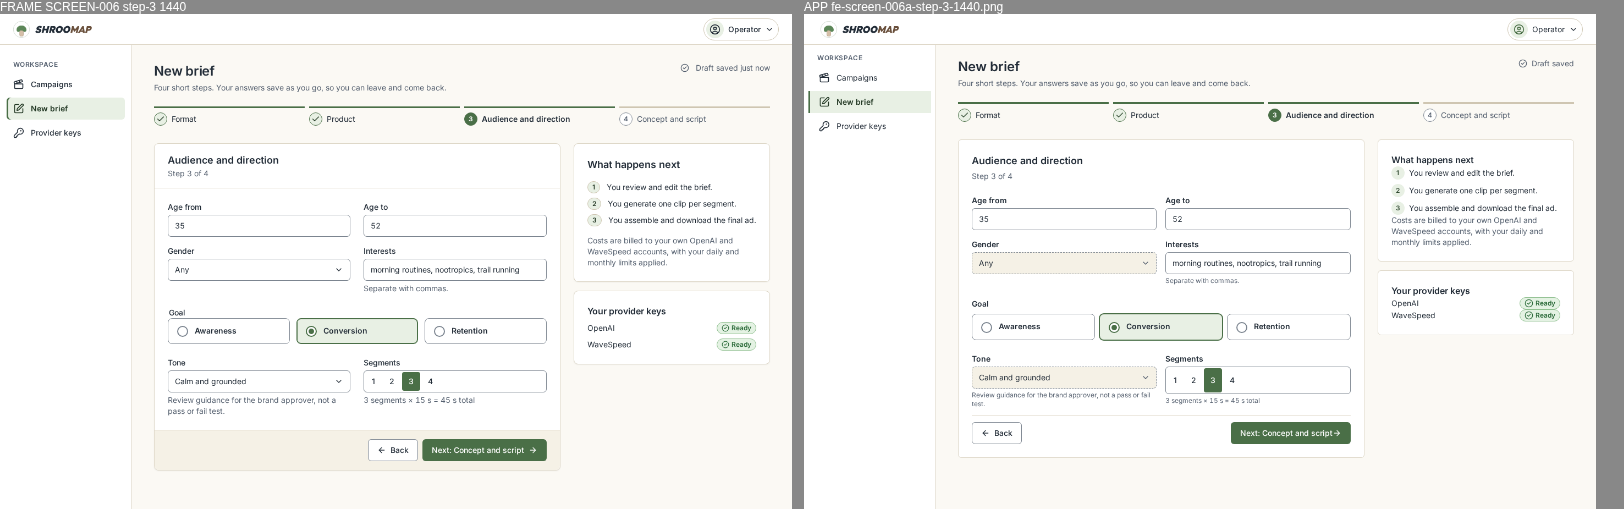 FRAME SCREEN-006 step-3 1440
SHROOMAP
Operator
WORKSPACE
Campaigns
New brief
Provider keys
New brief
Draft saved just now
Four short steps. Your answers save as you go, so you can leave and come back.
Format
Product
3 Audience and direction
4 Concept and script
Audience and direction
Step 3 of 4
Age from
Age to
35
52
Gender
Interests
Any
morning routines, nootropics, trail running
Separate with commas.
Goal
Awareness
Conversion
Retention
Tone
Segments
Calm and grounded
1 2 3 4
Review guidance for the brand approver, not a
pass or fail test.
3 segments × 15 s = 45 s total
Back
Next: Concept and script
What happens next
1 You review and edit the brief.
2 You generate one clip per segment.
3 You assemble and download the final ad.
Costs are billed to your own OpenAI and
WaveSpeed accounts, with your daily and
monthly limits applied.
Your provider keys
OpenAI Ready
WaveSpeed Ready
APP fe-screen-006a-step-3-1440.png
SHROOMAP
Operator
WORKSPACE
Campaigns
New brief
Provider keys
New brief
Draft saved
Four short steps. Your answers save as you go, so you can leave and come back.
Format
Product
3 Audience and direction
4 Concept and script
Audience and direction
Step 3 of 4
Age from
Age to
35
52
Gender
Interests
Any
morning routines, nootropics, trail running
Separate with commas.
Goal
Awareness
Conversion
Retention
Tone
Segments
Calm and grounded
1 2 3 4
Review guidance for the brand approver, not a pass or fail
test.
3 segments × 15 s = 45 s total
Back
Next: Concept and script
What happens next
1 You review and edit the brief.
2 You generate one clip per segment.
3 You assemble and download the final ad.
Costs are billed to your own OpenAI and
WaveSpeed accounts, with your daily and
monthly limits applied.
Your provider keys
OpenAI Ready
WaveSpeed Ready